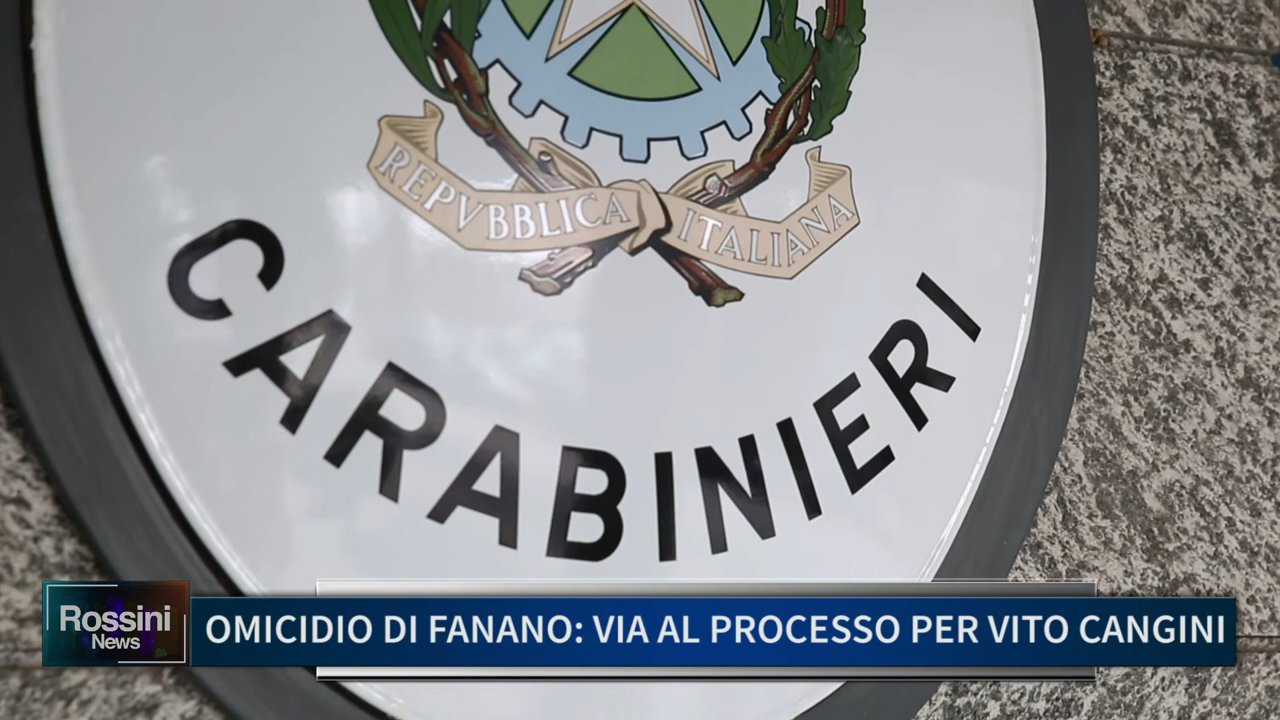 REPVBBLICA ITALIANA
CARABINIERI
Rossini
News
OMICIDIO DI FANANO: VIA AL PROCESSO PER VITO CANGINI